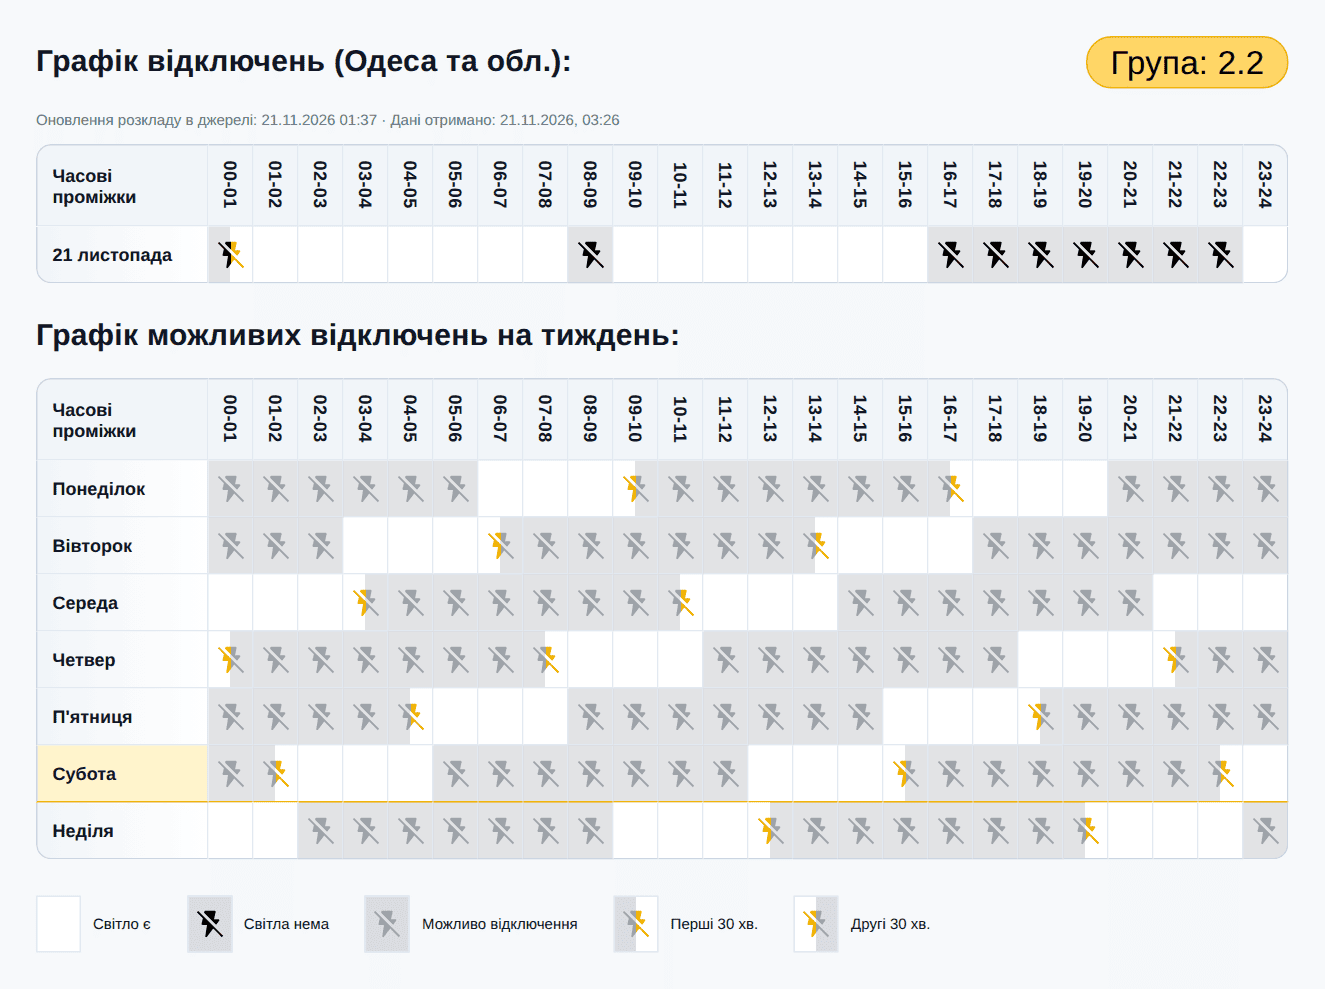 Графік відключень (Одеса та обл.):
Група: 2.2
Оновлення розкладу в джерелі: 21.11.2026 01:37 · Дані отримано: 21.11.2026, 03:26
Часові
проміжки
00-01 01-02 02-03 03-04 04-05 05-06 06-07 07-08 08-09 09-10 10-11 11-12 12-13 13-14 14-15 15-16 16-17 17-18 18-19 19-20 20-21 21-22 22-23 23-24
21 листопада
Графік можливих відключень на тиждень:
Часові
проміжки
00-01 01-02 02-03 03-04 04-05 05-06 06-07 07-08 08-09 09-10 10-11 11-12 12-13 13-14 14-15 15-16 16-17 17-18 18-19 19-20 20-21 21-22 22-23 23-24
Понеділок
Вівторок
Середа
Четвер
П'ятниця
Субота
Неділя
Світло є
Світла нема
Можливо відключення
Перші 30 хв.
Другі 30 хв.